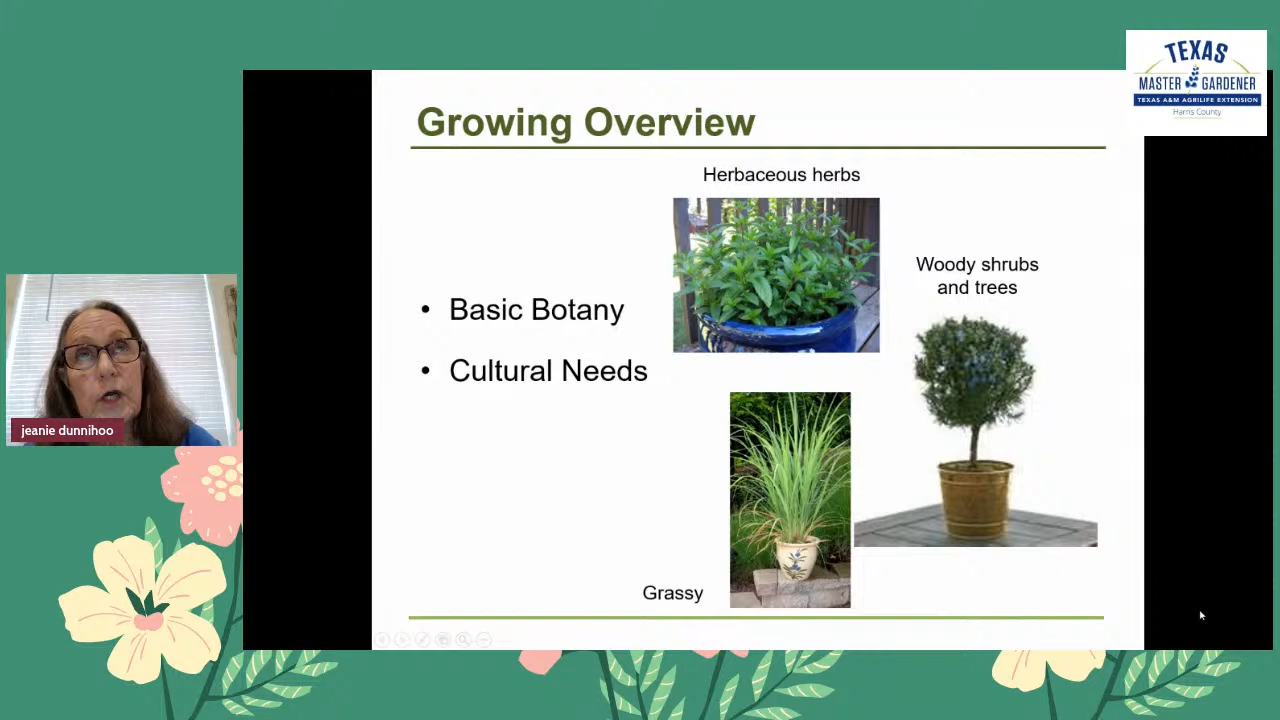 TEXAS
MASTER GARDENER
TEXAS A&M AGRILIFE EXTENSION
Harris County
Growing Overview
Herbaceous herbs
Woody shrubs
and trees
• Basic Botany
• Cultural Needs
jeanie dunnihoo
Grassy